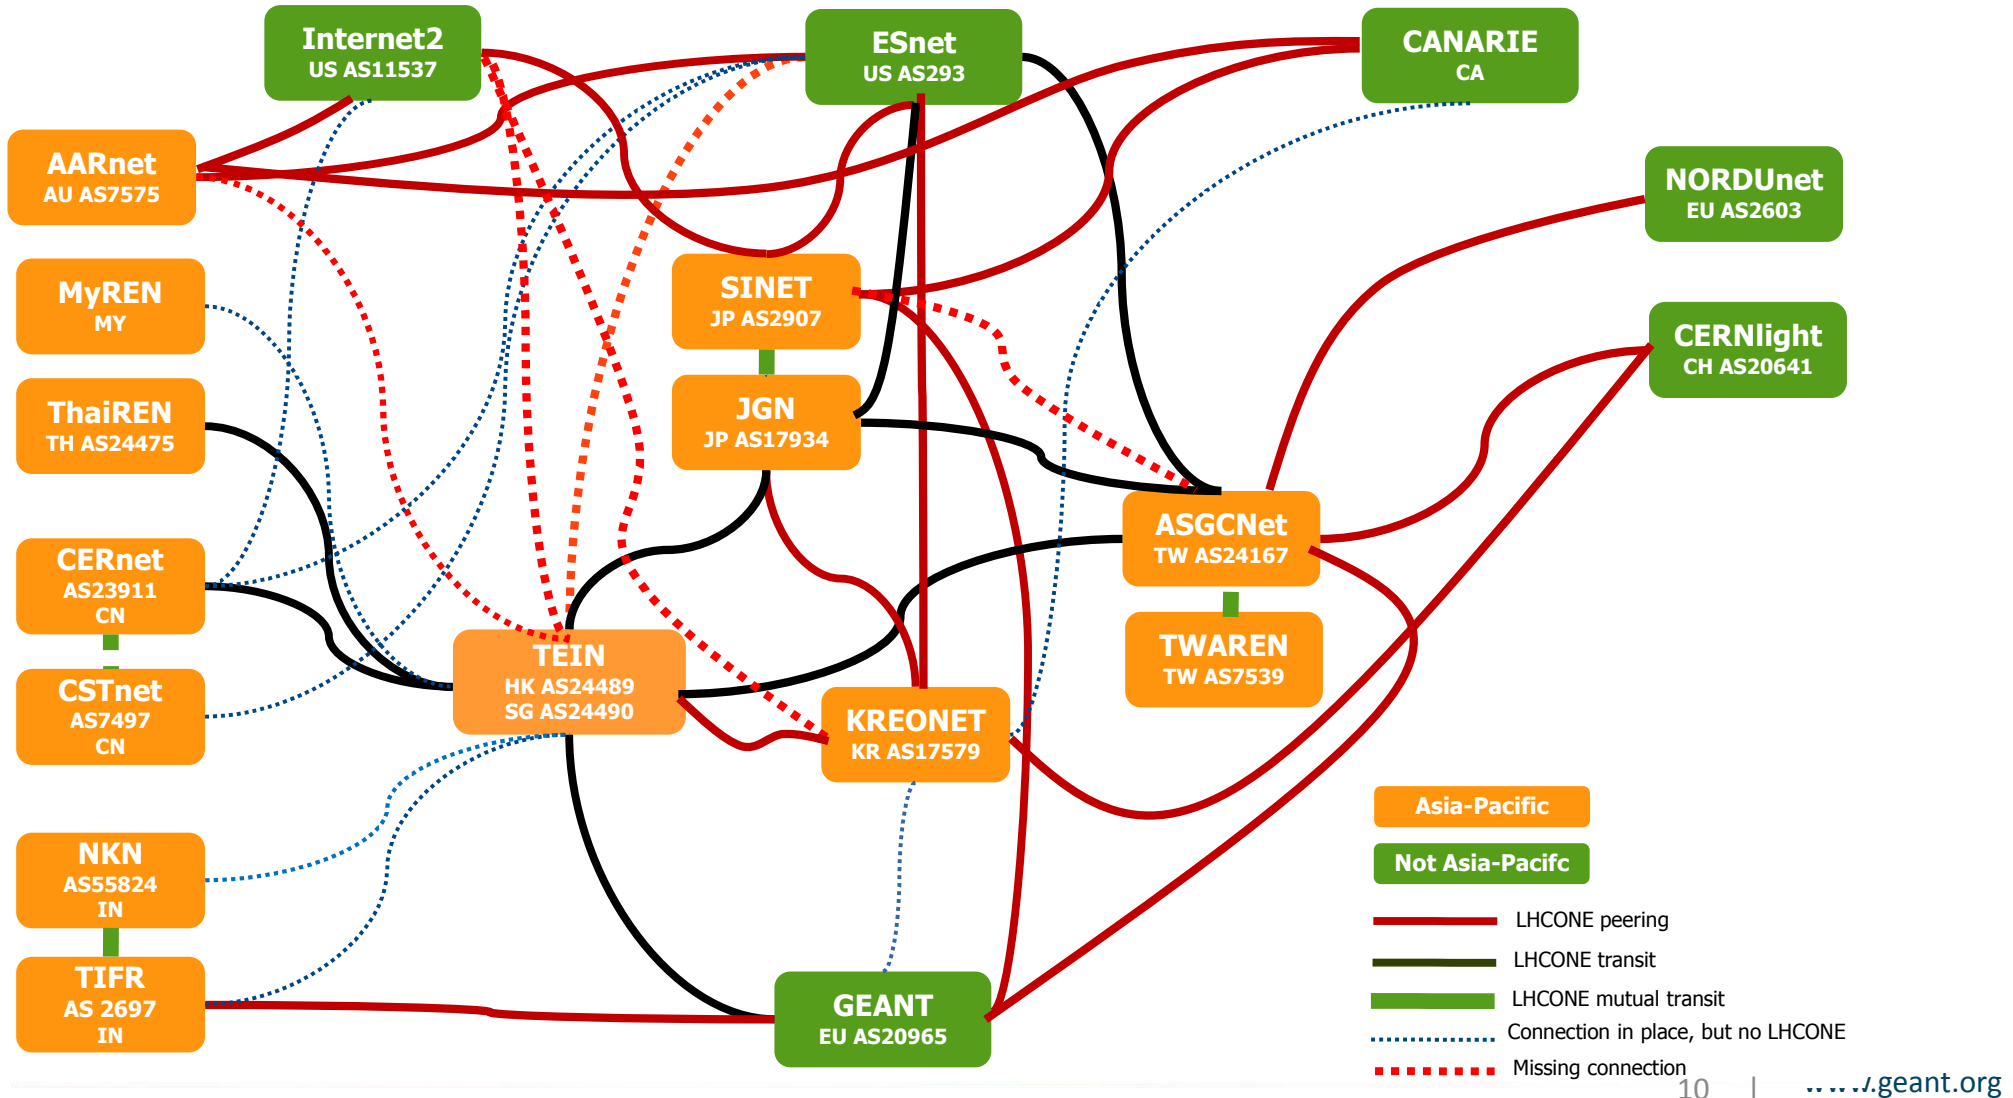 Internet2
US AS11537
ESnet
US AS293
CANARIE
CA
AARnet
AU AS7575
NORDUnet
EU AS2603
MyREN
MY
SINET
JP AS2907
CERNlight
CH AS20641
ThaiREN
TH AS24475
JGN
JP AS17934
ASGCNet
TW AS24167
CERnet
AS23911
CN
TWAREN
TW AS7539
TEIN
HK AS24489
SG AS24490
CSTnet
AS7497
CN
KREONET
KR AS17579
NKN
AS55824
IN
TIFR
AS 2697
IN
GEANT
EU AS20965
Asia-Pacific
Not Asia-Pacifc
LHCONE peering
LHCONE transit
LHCONE mutual transit
Connection in place, but no LHCONE
Missing connection
10 |
www.geant.org